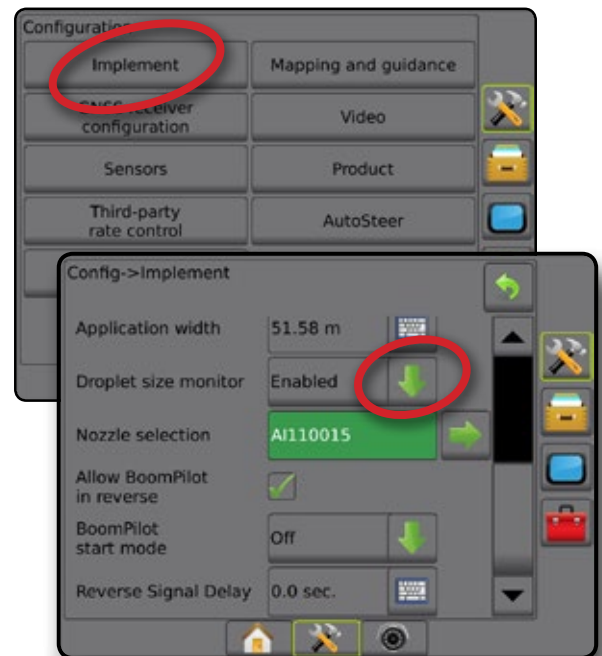 Configuration
Implement
Mapping and guidance
GNSS receiver
configuration
Video
Sensors
Product
Third-party
rate control
AutoSteer
Config->Implement
Application width
51.58 m
Droplet size monitor
Enabled
Nozzle selection
AI110015
Allow BoomPilot
in reverse
BoomPilot
start mode
Off
Reverse Signal Delay
0.0 sec.